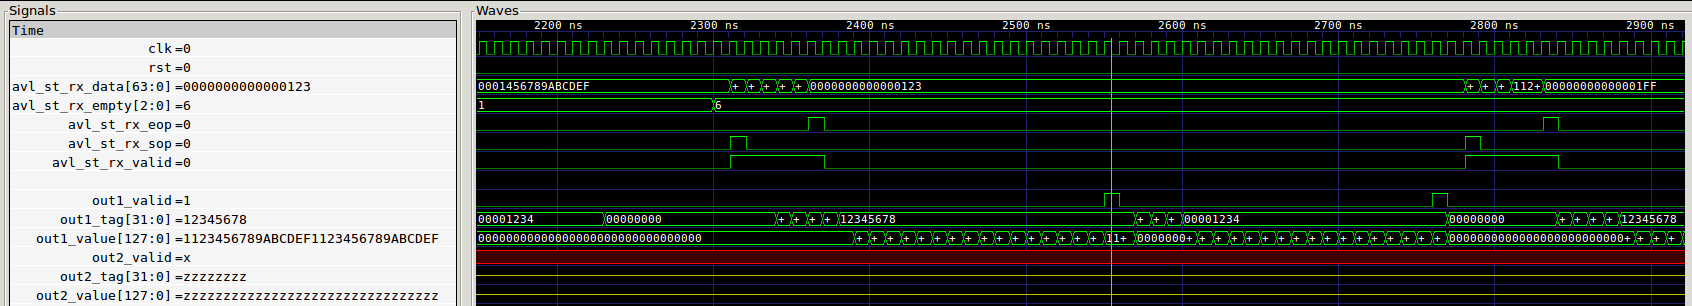 Signals
Waves
Time
2200 ns 2300 ns 2400 ns 2500 ns 2600 ns 2700 ns 2800 ns 2900 ns
clk =0
rst =0
avl_st_rx_data[63:0] =0000000000000123 0001456789ABCDEF + + + + + 0000000000000123 + + + 112+ 00000000000001FF
avl_st_rx_empty[2:0] =6 1 6
avl_st_rx_eop =0
avl_st_rx_sop =0
avl_st_rx_valid =0
out1_valid =1
out1_tag[31:0] =12345678 00001234 00000000 + + + + 12345678 + + + 00001234 00000000 + + + + 12345678
out1_value[127:0] =1123456789ABCDEF1123456789ABCDEF 00000000000000000000000000000000 + + + + + + + + + + + + + + + + 11+ 0000000+ + + + + + + + + + + + + + + + + 00000000000000000000000000+ + + +
out2_valid =x
out2_tag[31:0] =zzzzzzzz
out2_value[127:0] =zzzzzzzzzzzzzzzzzzzzzzzzzzzzzzzz